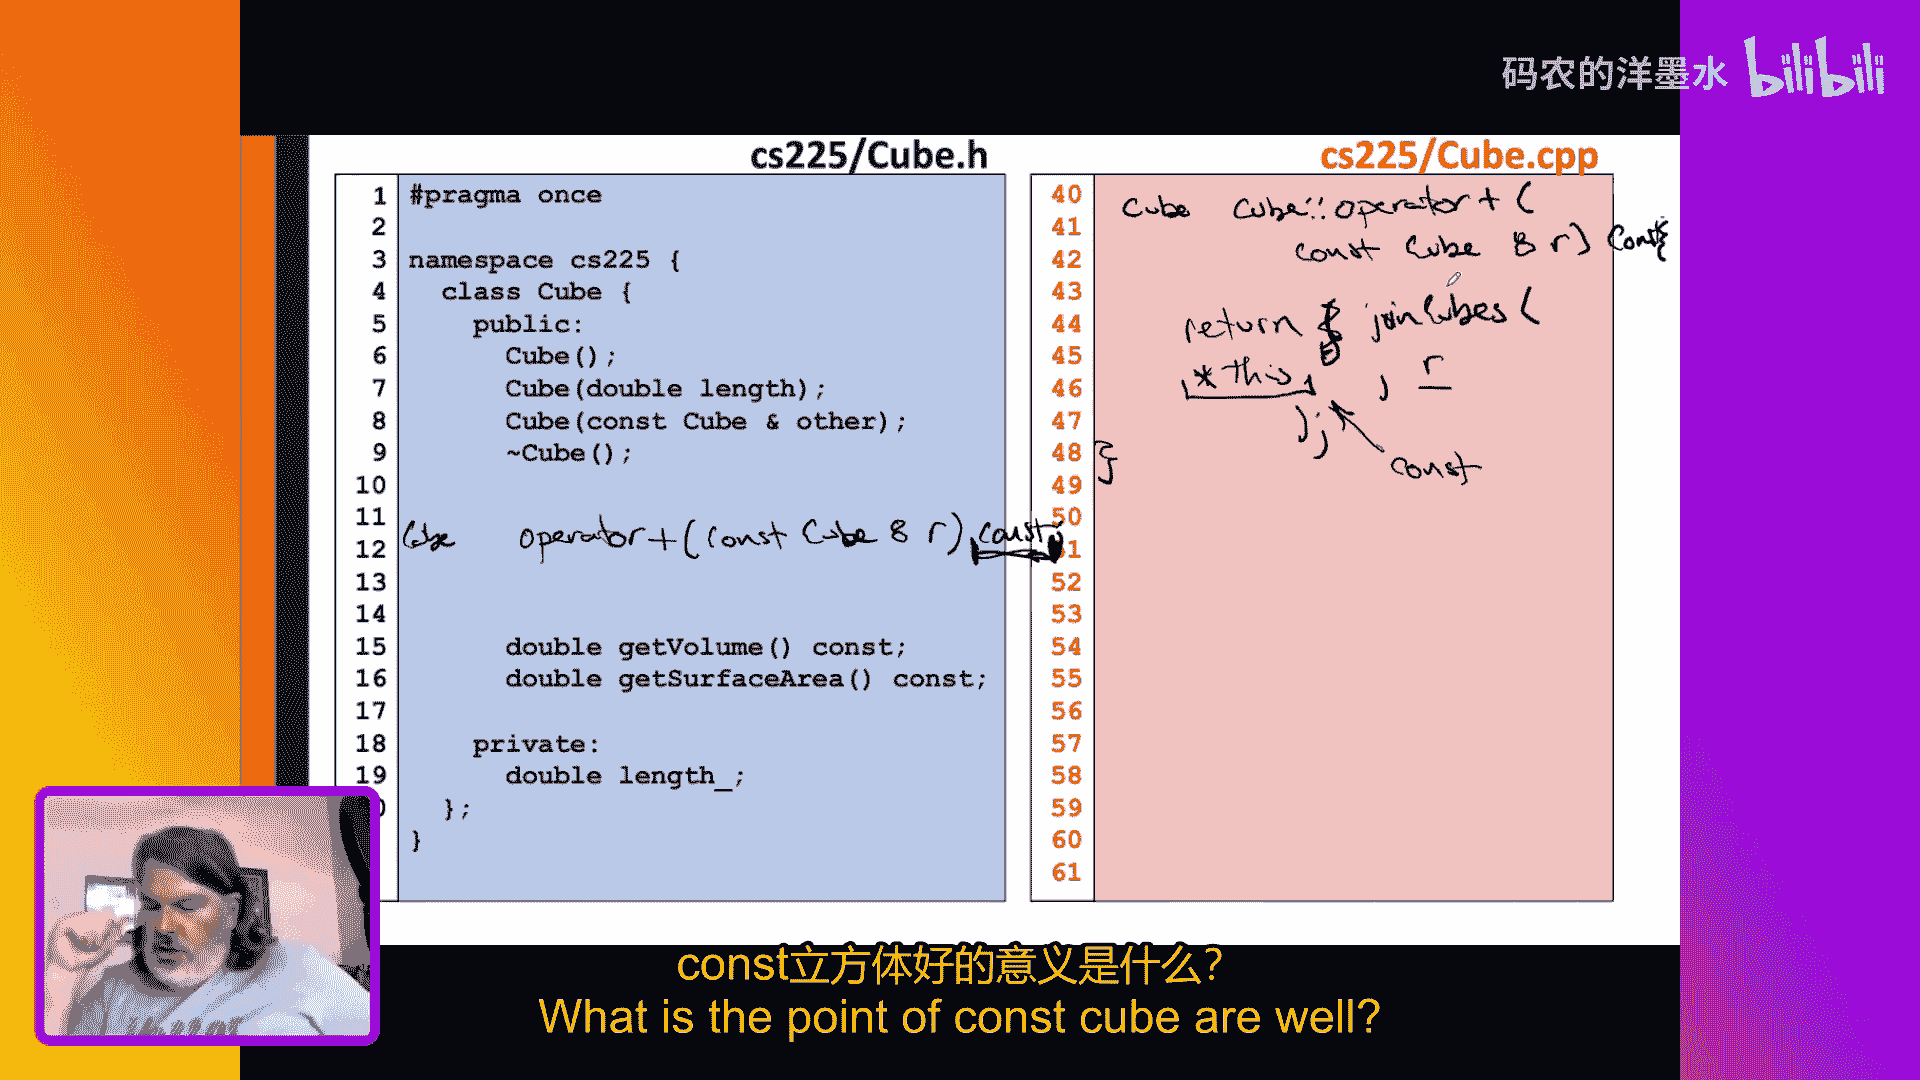 码农的洋墨水 bilibili
cs225/Cube.h
1 #pragma once
2
3 namespace cs225 {
4 class Cube {
5 public:
6 Cube();
7 Cube(double length);
8 Cube(const Cube & other);
9 ~Cube();
10
11
12 Cube operator+(const Cube & r) const;
13
14
15 double getVolume() const;
16 double getSurfaceArea() const;
17
18 private:
19 double length_;
0 };
}
cs225/Cube.cpp
40 Cube Cube::operator+(
41 const Cube & r) const{
42
43
44 return joinCubes(
45
46 *this , r
47 );
48 }
const
49
50
51
52
53
54
55
56
57
58
59
60
61
const立方体好的意义是什么？
What is the point of const cube are well?